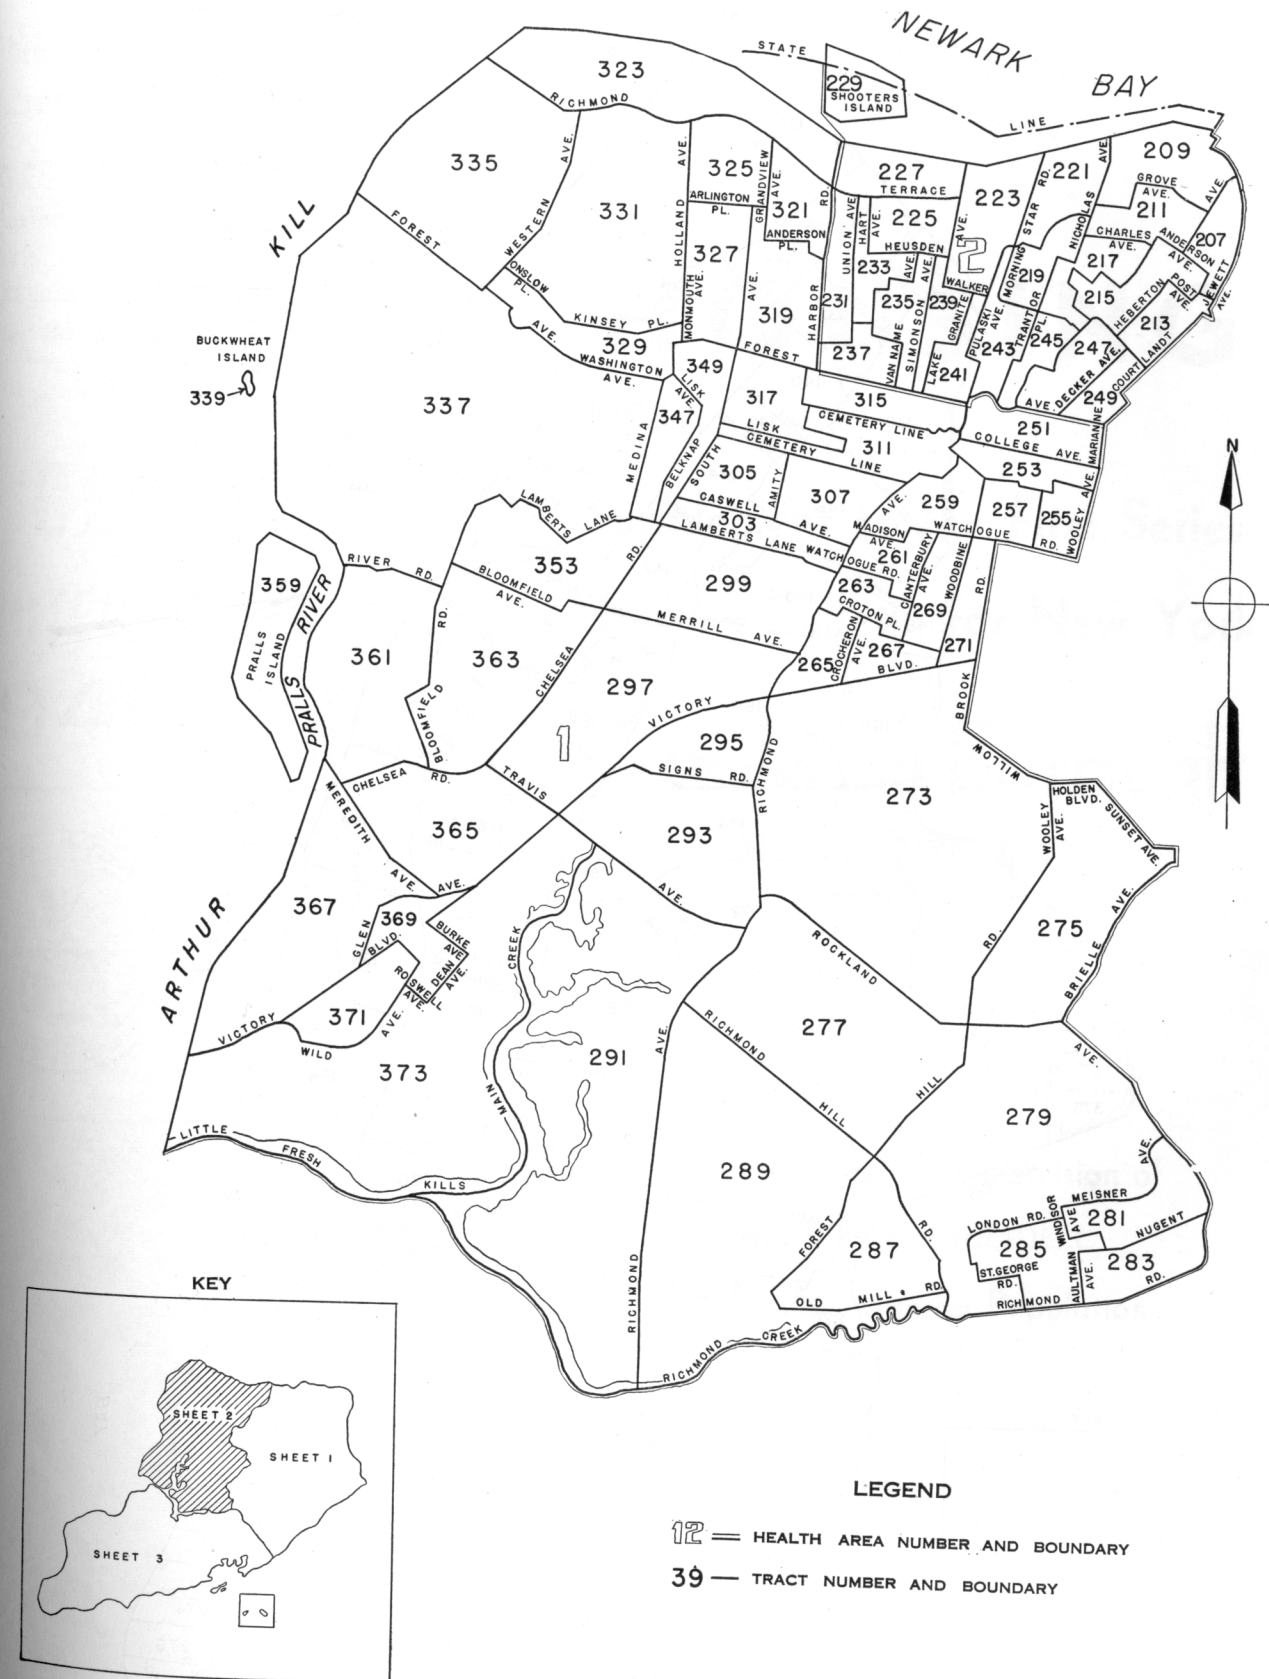 NEWARK BAY
STATE LINE
229
SHOOTERS
ISLAND
323
RICHMOND
335
WESTERN AVE.
331
HOLLAND AVE.
325
GRANDVIEW AVE.
ARLINGTON
PL.
321
ANDERSON
PL.
HARBOR RD.
227
TERRACE
UNION AVE
HART AVE.
225
HEUSDEN
AVE.
223
2
STAR RD.
221
NICHOLAS AVE.
209
GROVE
AVE.
211
CHARLES
AVE.
ANDERSON
AVE.
207
JEWETT AVE.
POST AVE.
217
215
HEBERTON
213
219
MORNING
WALKER
KILL
FOREST AVE.
ONSLOW
PL.
KINSEY PL.
MONMOUTH AVE.
327
AVE.
319
231
233
235
AVE.
AVE.
239
GRANITE
PULASKI AVE.
TRANTOR PL.
243
245
247
DECKER AVE.
COURTLANDT
249
MARIANNE
329
WASHINGTON
AVE.
349
FOREST
237
VAN NAME
SIMONSON
LAKE
241
AVE.
BUCKWHEAT
ISLAND
339
337
LISK AVE.
347
317
315
CEMETERY LINE
LISK
CEMETERY LINE
311
251
COLLEGE AVE.
253
MEDINA
BELKNAP
SOUTH
305
AMITY
CASWELL AVE.
307
AVE.
259
257
255
WOOLEY AVE.
RD.
303
LAMBERTS LANE
WATCHOGUE RD.
MADISON
AVE.
WATCHOGUE
261
CANTERBURY AVE.
WOODBINE
RD.
LAMBERTS LANE
RD.
353
BLOOMFIELD
AVE.
299
MERRILL AVE.
263
CROTON PL.
269
271
265
CROCHERON AVE.
267
BLVD.
359
PRALLS
ISLAND
PRALLS RIVER
RIVER RD.
361
RD.
BLOOMFIELD
363
CHELSEA
297
VICTORY
1
295
SIGNS RD.
RICHMOND
BROOK
WILLOW
CHELSEA RD.
MEREDITH AVE.
TRAVIS AVE.
365
293
273
HOLDEN
BLVD.
WOOLEY AVE.
SUNSET AVE.
AVE.
ARTHUR
367
GLEN
BLVD.
369
BURKE AVE
DEAN AVE.
ROSWELL AVE.
371
VICTORY
WILD AVE.
373
CREEK
MAIN
291
AVE.
ROCKLAND
RD.
275
BRIELLE AVE.
277
RICHMOND
HILL
HILL
AVE.
279
LITTLE FRESH KILLS
289
AVE.
MEISNER
LONDON RD.
WINDSOR AVE
281
NUGENT
285
ST.GEORGE
RD.
AULTMAN AVE.
283
RICHMOND RD.
FOREST
287
RD.
OLD MILL RD.
RICHMOND
RICHMOND CREEK
N
KEY
SHEET 2
SHEET 1
SHEET 3
LEGEND
12 = HEALTH AREA NUMBER AND BOUNDARY
39 — TRACT NUMBER AND BOUNDARY